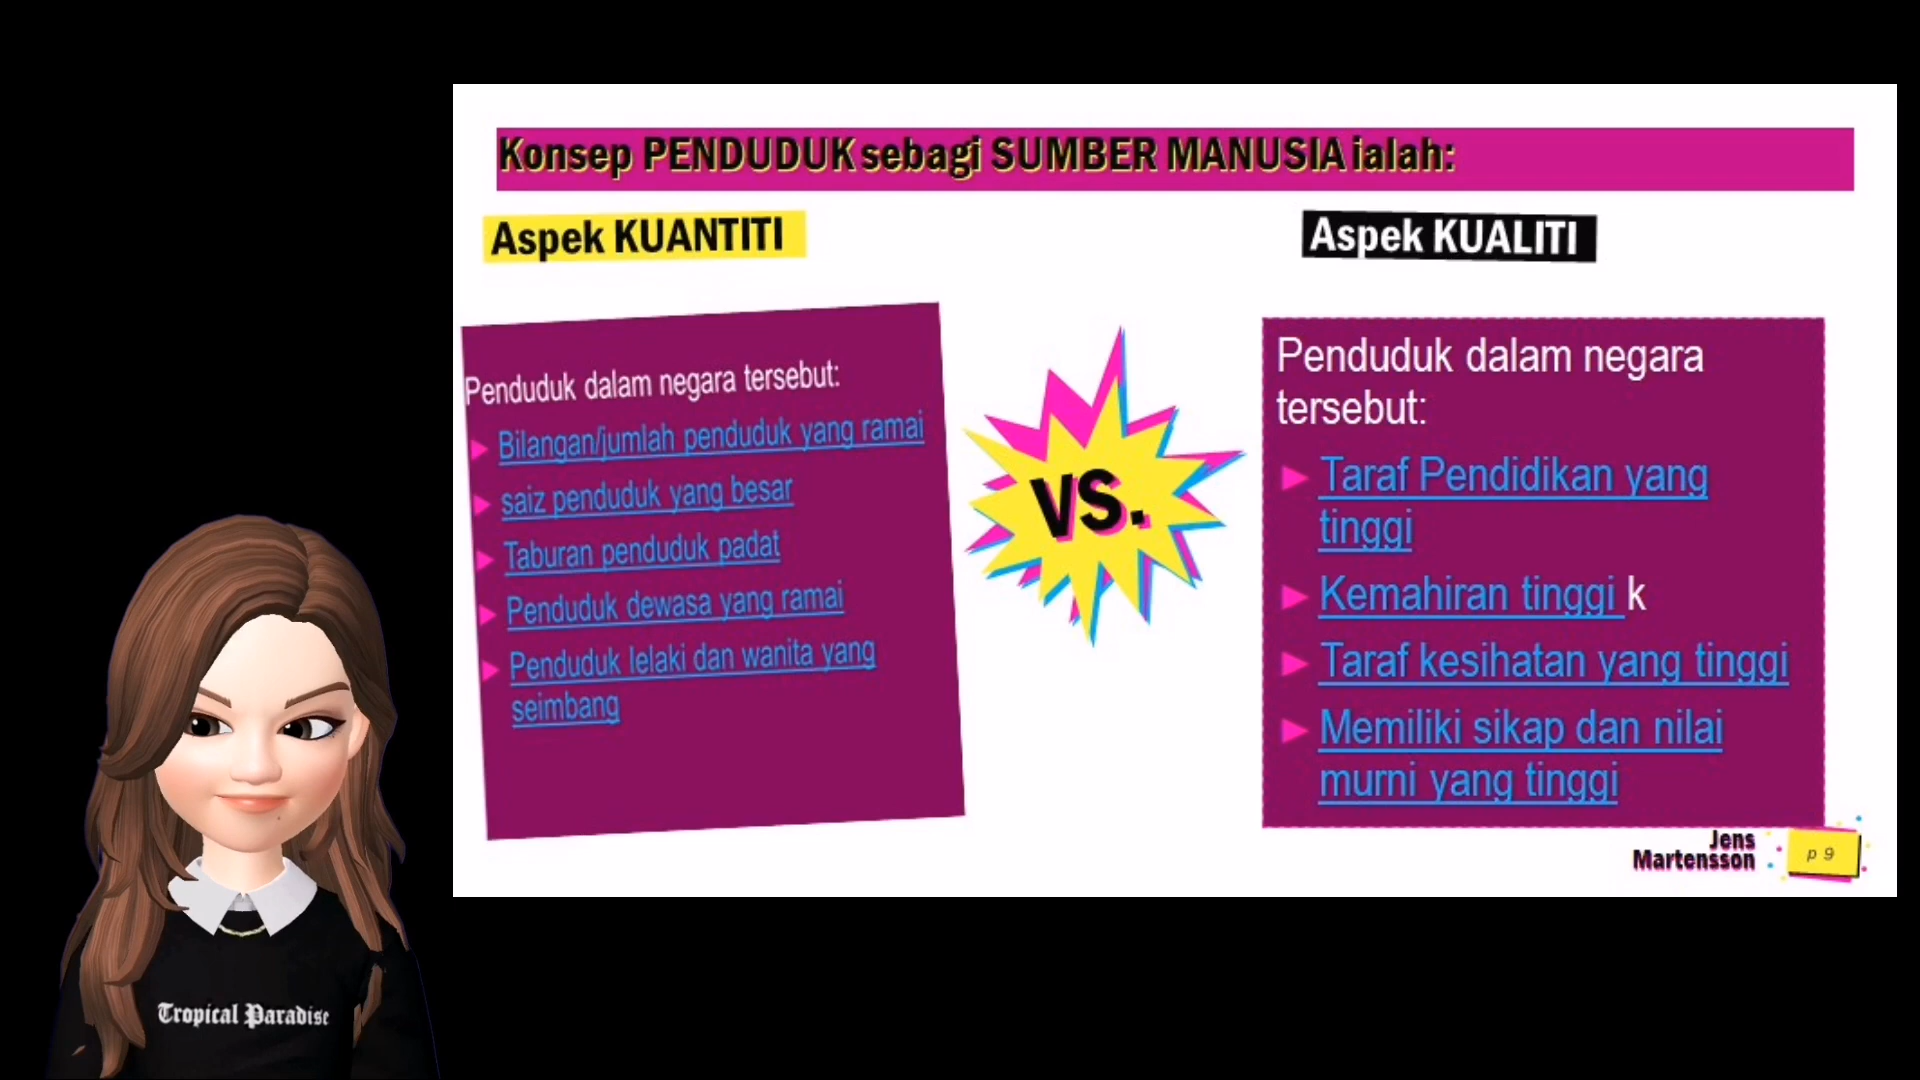 Konsep PENDUDUK sebagi SUMBER MANUSIA ialah:
Aspek KUANTITI
Penduduk dalam negara tersebut:
Bilangan/jumlah penduduk yang ramai
saiz penduduk yang besar
Taburan penduduk padat
Penduduk dewasa yang ramai
Penduduk lelaki dan wanita yang
seimbang
VS.
Aspek KUALITI
Penduduk dalam negara
tersebut:
Taraf Pendidikan yang
tinggi
Kemahiran tinggi k
Taraf kesihatan yang tinggi
Memiliki sikap dan nilai
murni yang tinggi
Jens
Martensson
p 9
Tropical Paradise